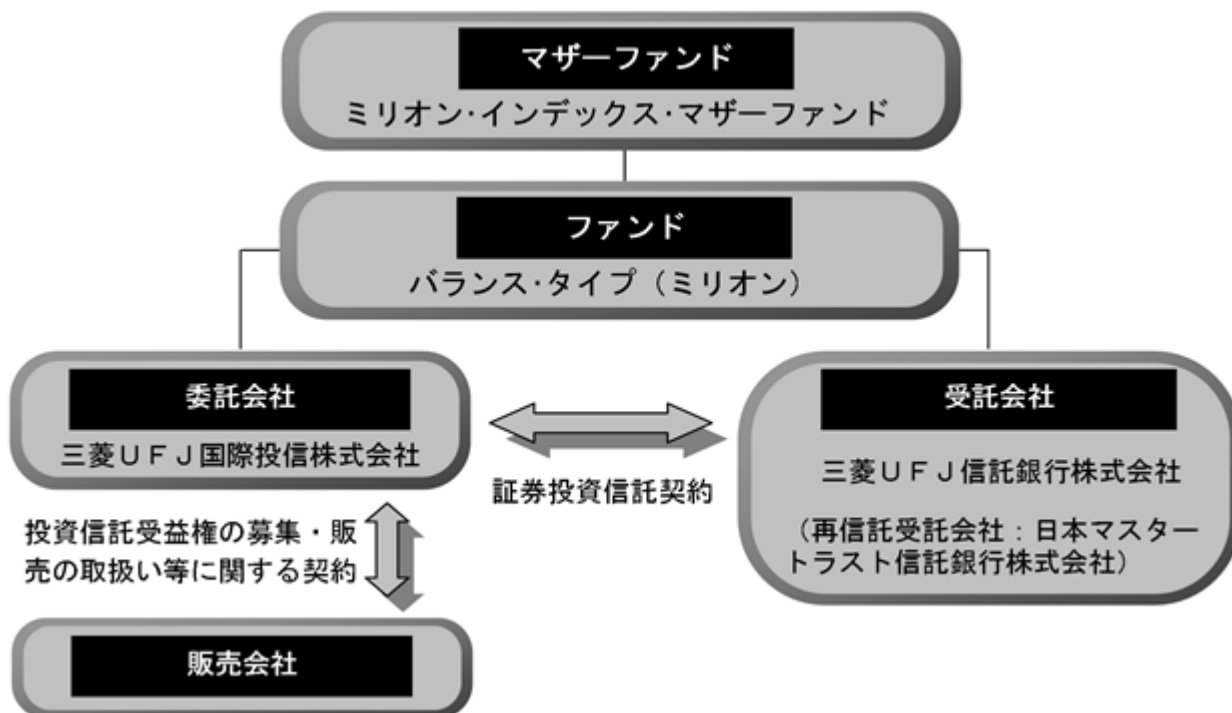 マザーファンド
ミリオン・インデックス・マザーファンド
ファンド
バランス・タイプ（ミリオン）
委託会社
三菱ＵＦＪ国際投信株式会社
証券投資信託契約
受託会社
三菱ＵＦＪ信託銀行株式会社
（再信託受託会社：日本マスター
トラスト信託銀行株式会社）
投資信託受益権の募集・販
売の取扱い等に関する契約
販売会社